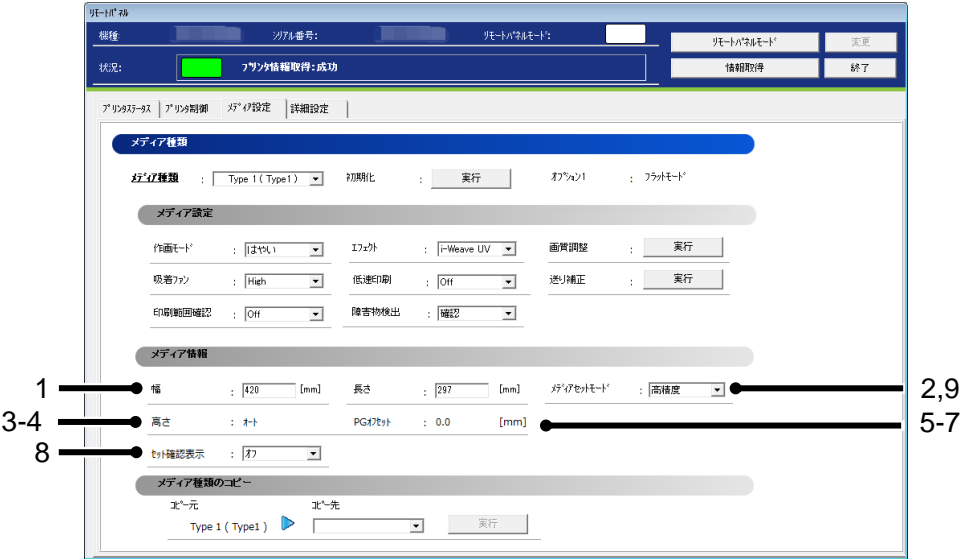 リモートパネル
機種: シリアル番号: リモートパネルモード: リモートパネルモード 変更
状況: プリンタ情報取得:成功 情報取得 終了
プリンタステータス プリンタ制御 メディア設定 詳細設定
メディア種類
メディア種類 : Type 1 ( Type1 ) 初期化 : 実行 オプション1 : フラットモード
メディア設定
作画モード : はやい エフェクト : i-Weave UV 画質調整 : 実行
吸着ファン : High 低速印刷 : Off 送り補正 : 実行
印刷範囲確認 : Off 障害物検出 : 確認
メディア情報
1 幅 : 420 [mm] 長さ : 297 [mm] メディアセットモード : 高精度 2,9
3-4 高さ : オート PGオフセット : 0.0 [mm] 5-7
8 セット確認表示 : オフ
メディア種類のコピー
コピー元 コピー先
Type 1 ( Type1 ) 実行